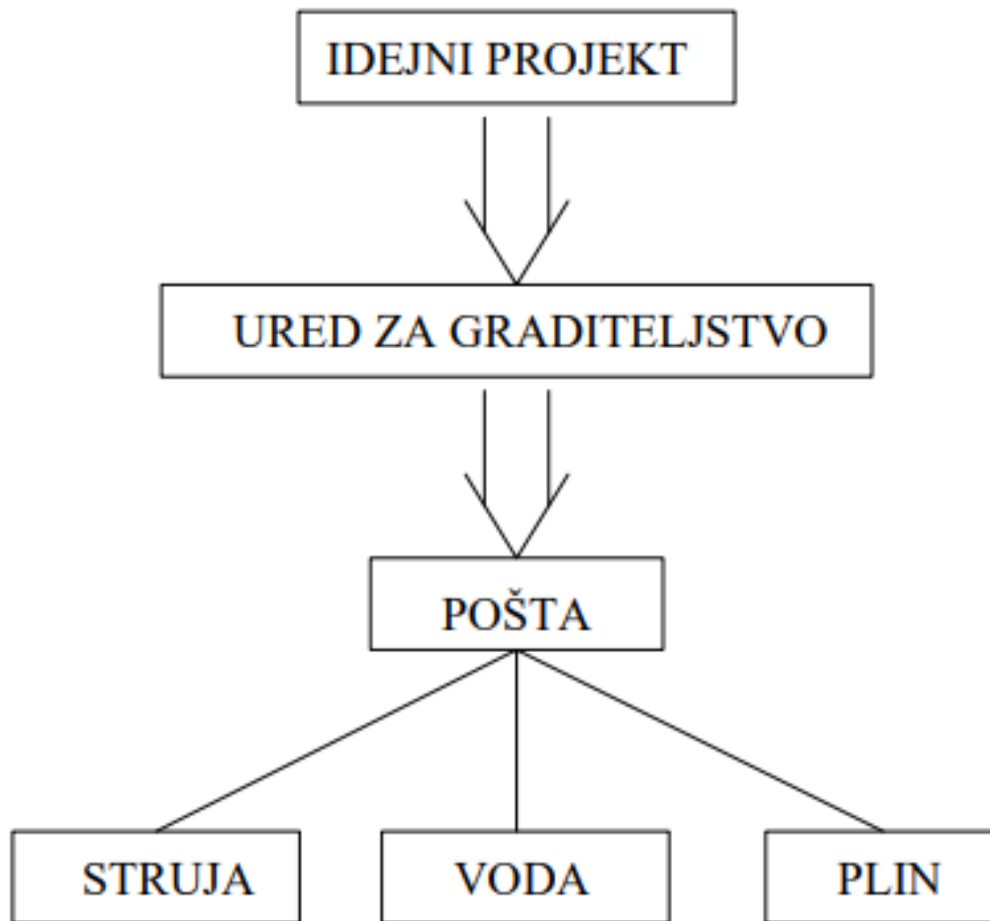 IDEJNI PROJEKT
URED ZA GRADITELJSTVO
POŠTA
STRUJA
VODA
PLIN